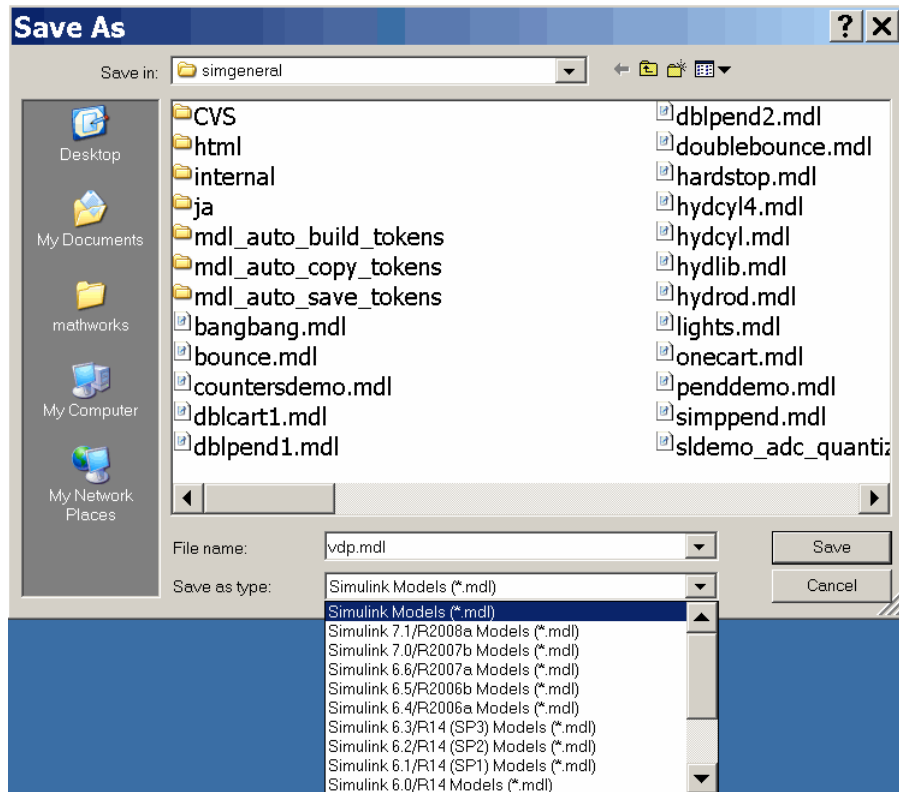 Save As
Save in: simgeneral
Desktop
My Documents
mathworks
My Computer
My Network
Places
CVS
html
internal
ja
mdl_auto_build_tokens
mdl_auto_copy_tokens
mdl_auto_save_tokens
bangbang.mdl
bounce.mdl
countersdemo.mdl
dblcart1.mdl
dblpend1.mdl
dblpend2.mdl
doublebounce.mdl
hardstop.mdl
hydcyl4.mdl
hydcyl.mdl
hydlib.mdl
hydrod.mdl
lights.mdl
onecart.mdl
penddemo.mdl
simppend.mdl
sldemo_adc_quantiz
File name: vdp.mdl Save
Save as type: Simulink Models (*.mdl) Cancel
Simulink Models (*.mdl)
Simulink 7.1/R2008a Models (*.mdl)
Simulink 7.0/R2007b Models (*.mdl)
Simulink 6.6/R2007a Models (*.mdl)
Simulink 6.5/R2006b Models (*.mdl)
Simulink 6.4/R2006a Models (*.mdl)
Simulink 6.3/R14 (SP3) Models (*.mdl)
Simulink 6.2/R14 (SP2) Models (*.mdl)
Simulink 6.1/R14 (SP1) Models (*.mdl)
Simulink 6.0/R14 Models (*.mdl)